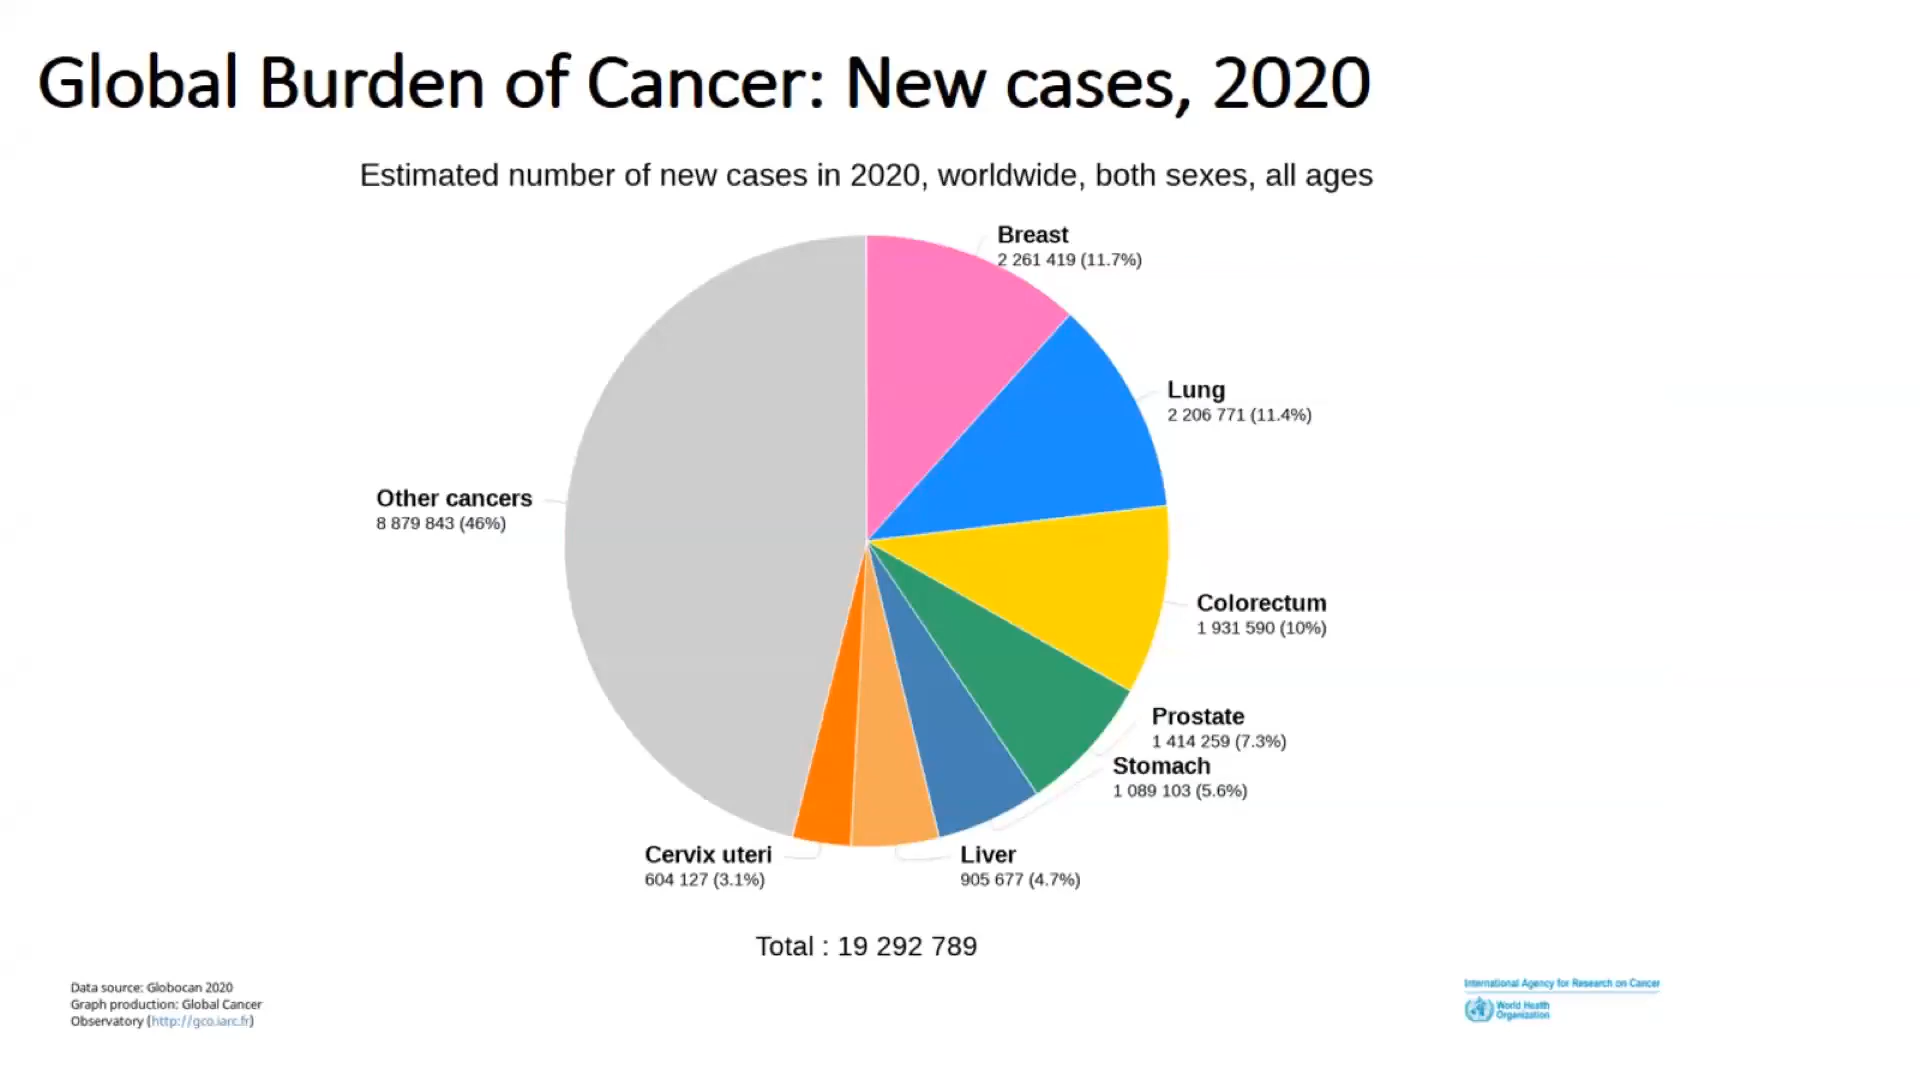 Global Burden of Cancer: New cases, 2020
Estimated number of new cases in 2020, worldwide, both sexes, all ages
Breast
2 261 419 (11.7%)
Lung
2 206 771 (11.4%)
Colorectum
1 931 590 (10%)
Prostate
1 414 259 (7.3%)
Stomach
1 089 103 (5.6%)
Liver
905 677 (4.7%)
Cervix uteri
604 127 (3.1%)
Other cancers
8 879 843 (46%)
Total : 19 292 789
Data source: Globocan 2020
Graph production: Global Cancer
Observatory (http://gco.iarc.fr)
International Agency for Research on Cancer
World Health
Organization